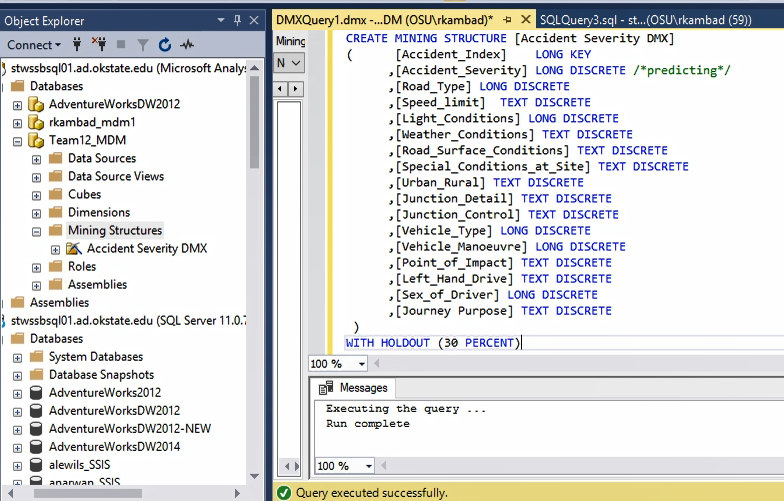 Object Explorer
Connect
stwssbsql01.ad.okstate.edu (Microsoft Analys
Databases
AdventureWorksDW2012
rkambad_mdm1
Team12_MDM
Data Sources
Data Source Views
Cubes
Dimensions
Mining Structures
Accident Severity DMX
Roles
Assemblies
Assemblies
stwssbsql01.ad.okstate.edu (SQL Server 11.0.7
Databases
System Databases
Database Snapshots
AdventureWorks2012
AdventureWorksDW2012
AdventureWorksDW2012-NEW
AdventureWorksDW2014
alewils_SSIS
anarwan_SSIS
DMXQuery1.dmx -...DM (OSU\rkambad)*
SQLQuery3.sql - st...(OSU\rkambad (59))
Mining
N
CREATE MINING STRUCTURE [Accident Severity DMX]
( [Accident_Index] LONG KEY
,[Accident_Severity] LONG DISCRETE /*predicting*/
,[Road_Type] LONG DISCRETE
,[Speed_limit] TEXT DISCRETE
,[Light_Conditions] LONG DISCRETE
,[Weather_Conditions] TEXT DISCRETE
,[Road_Surface_Conditions] TEXT DISCRETE
,[Special_Conditions_at_Site] TEXT DISCRETE
,[Urban_Rural] TEXT DISCRETE
,[Junction_Detail] TEXT DISCRETE
,[Junction_Control] TEXT DISCRETE
,[Vehicle_Type] LONG DISCRETE
,[Vehicle_Manoeuvre] LONG DISCRETE
,[Point_of_Impact] TEXT DISCRETE
,[Left_Hand_Drive] TEXT DISCRETE
,[Sex_of_Driver] LONG DISCRETE
,[Journey Purpose] TEXT DISCRETE
)
WITH HOLDOUT (30 PERCENT)
100 %
Messages
Executing the query ...
Run complete
100 %
Query executed successfully.